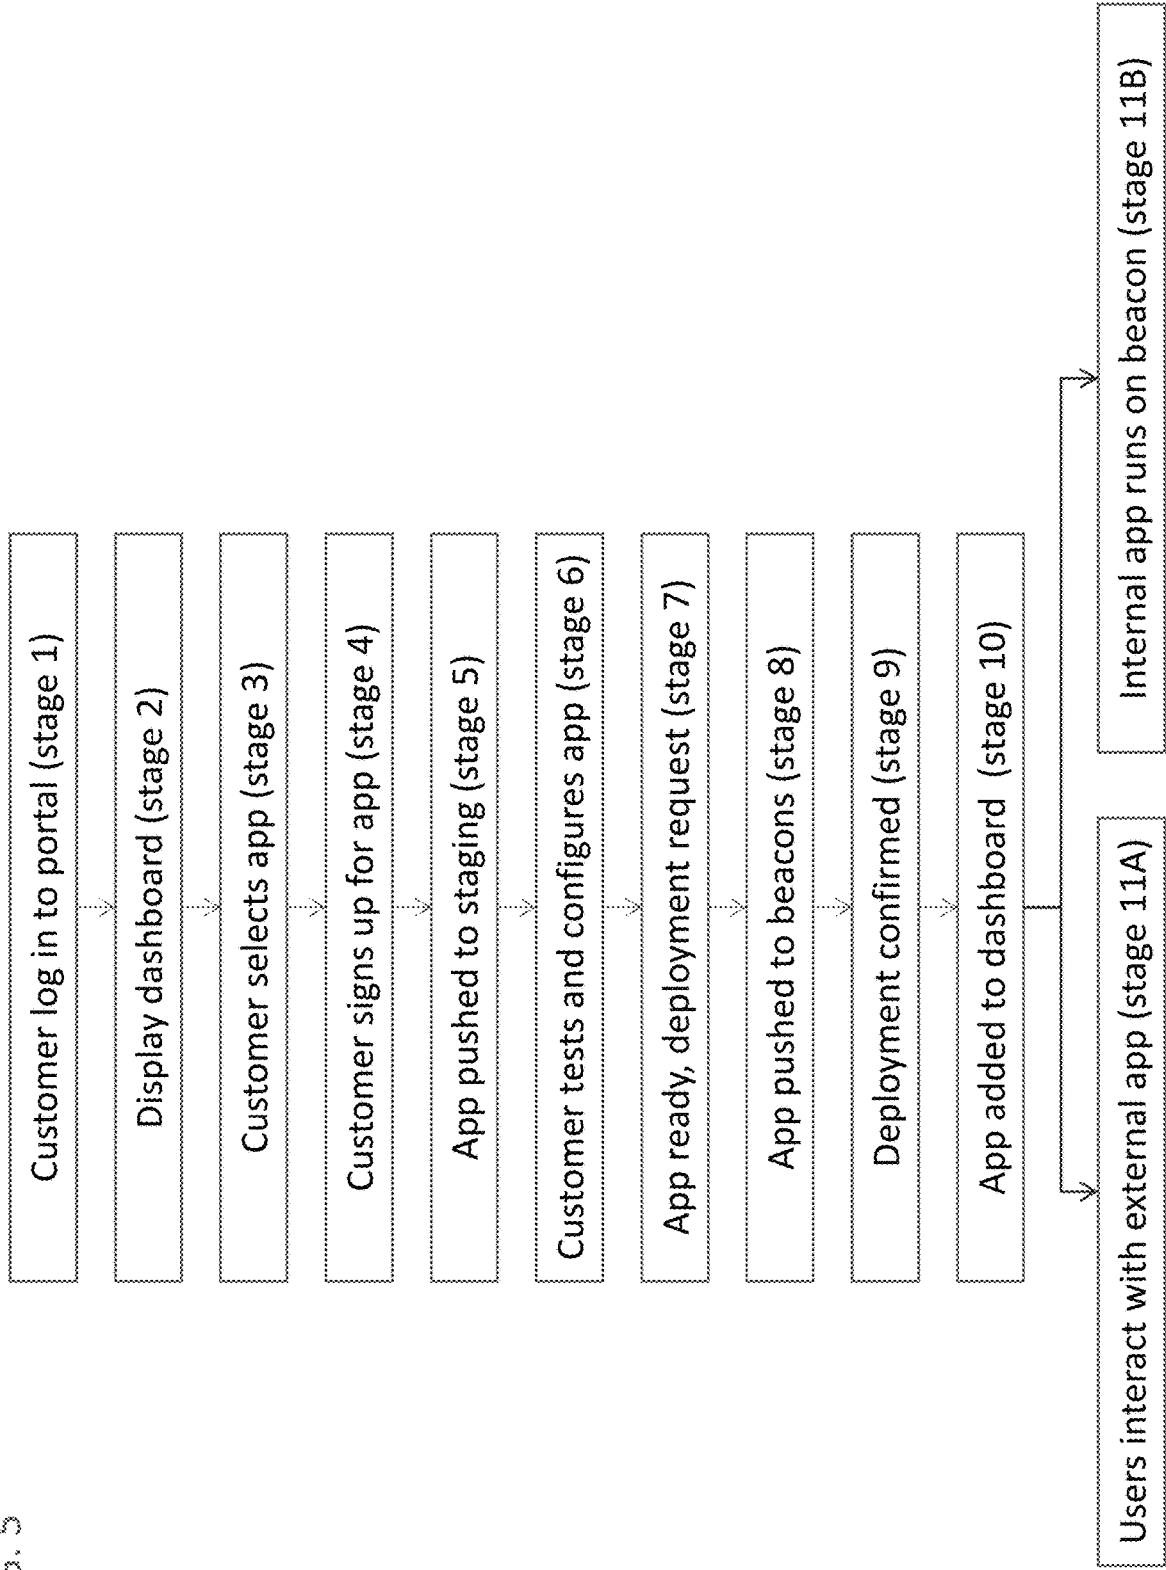 5
Customer log in to portal (stage 1)
Display dashboard (stage 2)
Customer selects app (stage 3)
Customer signs up for app (stage 4)
App pushed to staging (stage 5)
Customer tests and configures app (stage 6)
App ready, deployment request (stage 7)
App pushed to beacons (stage 8)
Deployment confirmed (stage 9)
App added to dashboard (stage 10)
Users interact with external app (stage 11A)
Internal app runs on beacon (stage 11B)